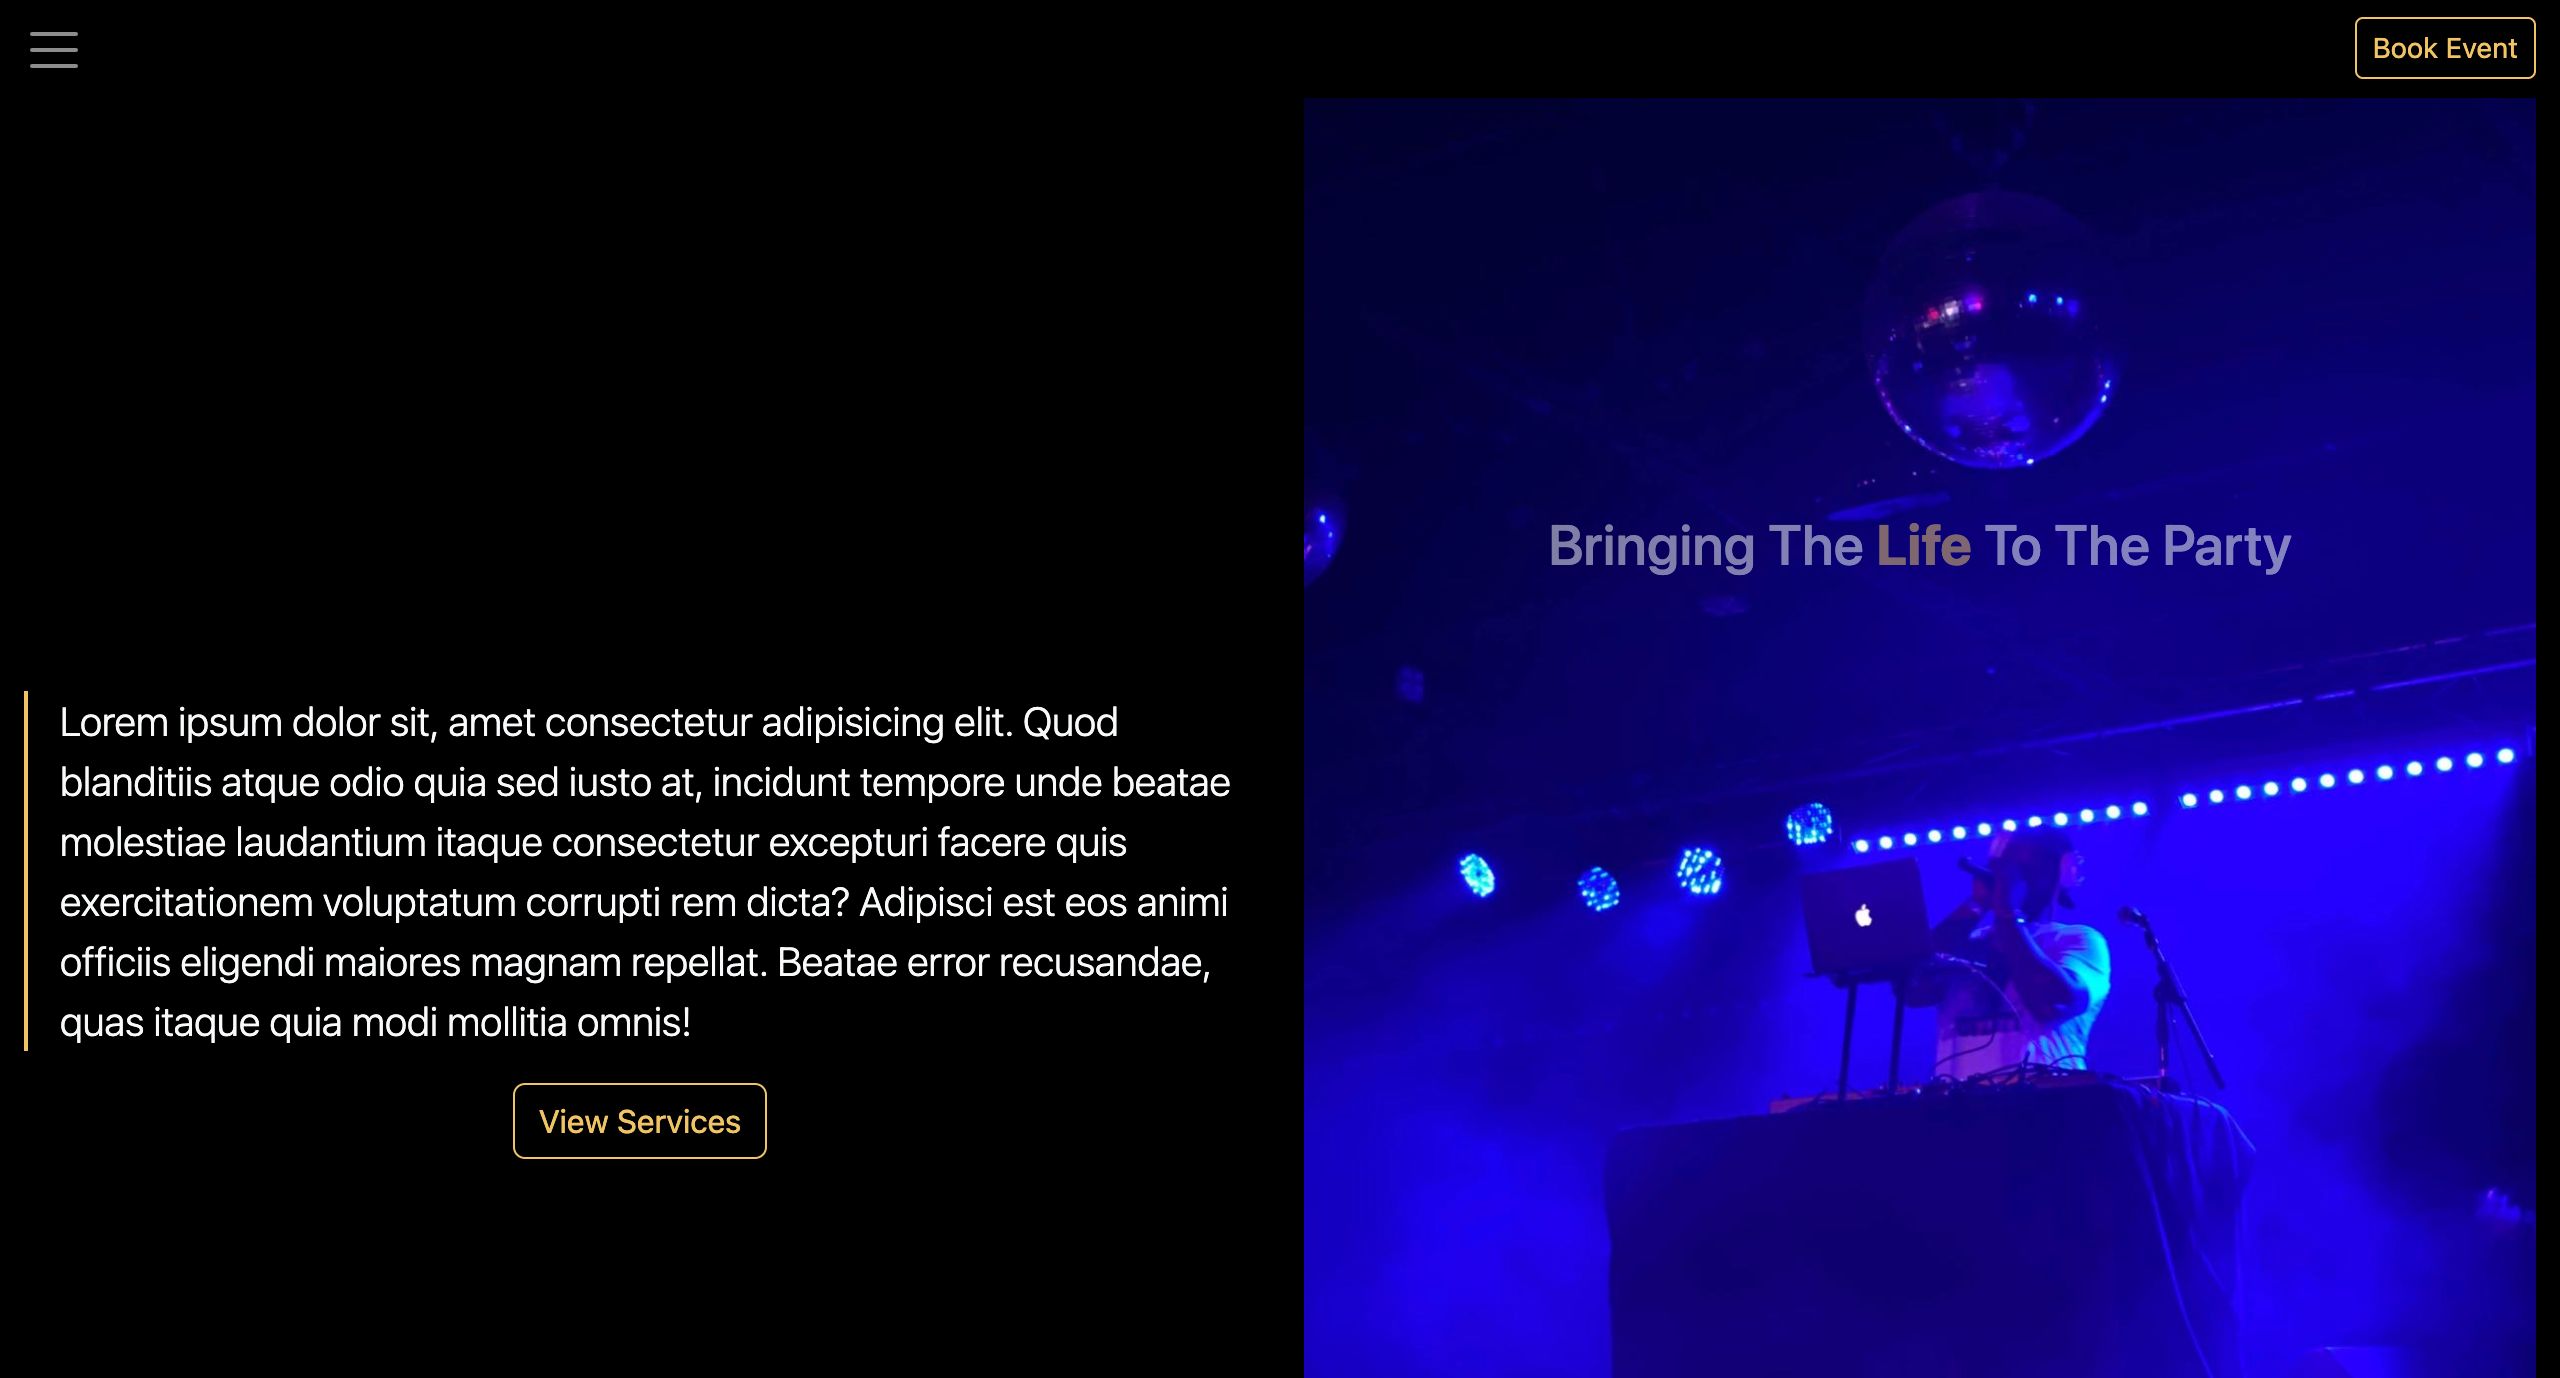 Book Event
Bringing The Life To The Party
Lorem ipsum dolor sit, amet consectetur adipisicing elit. Quod
blanditiis atque odio quia sed iusto at, incidunt tempore unde beatae
molestiae laudantium itaque consectetur excepturi facere quis
exercitationem voluptatum corrupti rem dicta? Adipisci est eos animi
officiis eligendi maiores magnam repellat. Beatae error recusandae,
quas itaque quia modi mollitia omnis!
View Services